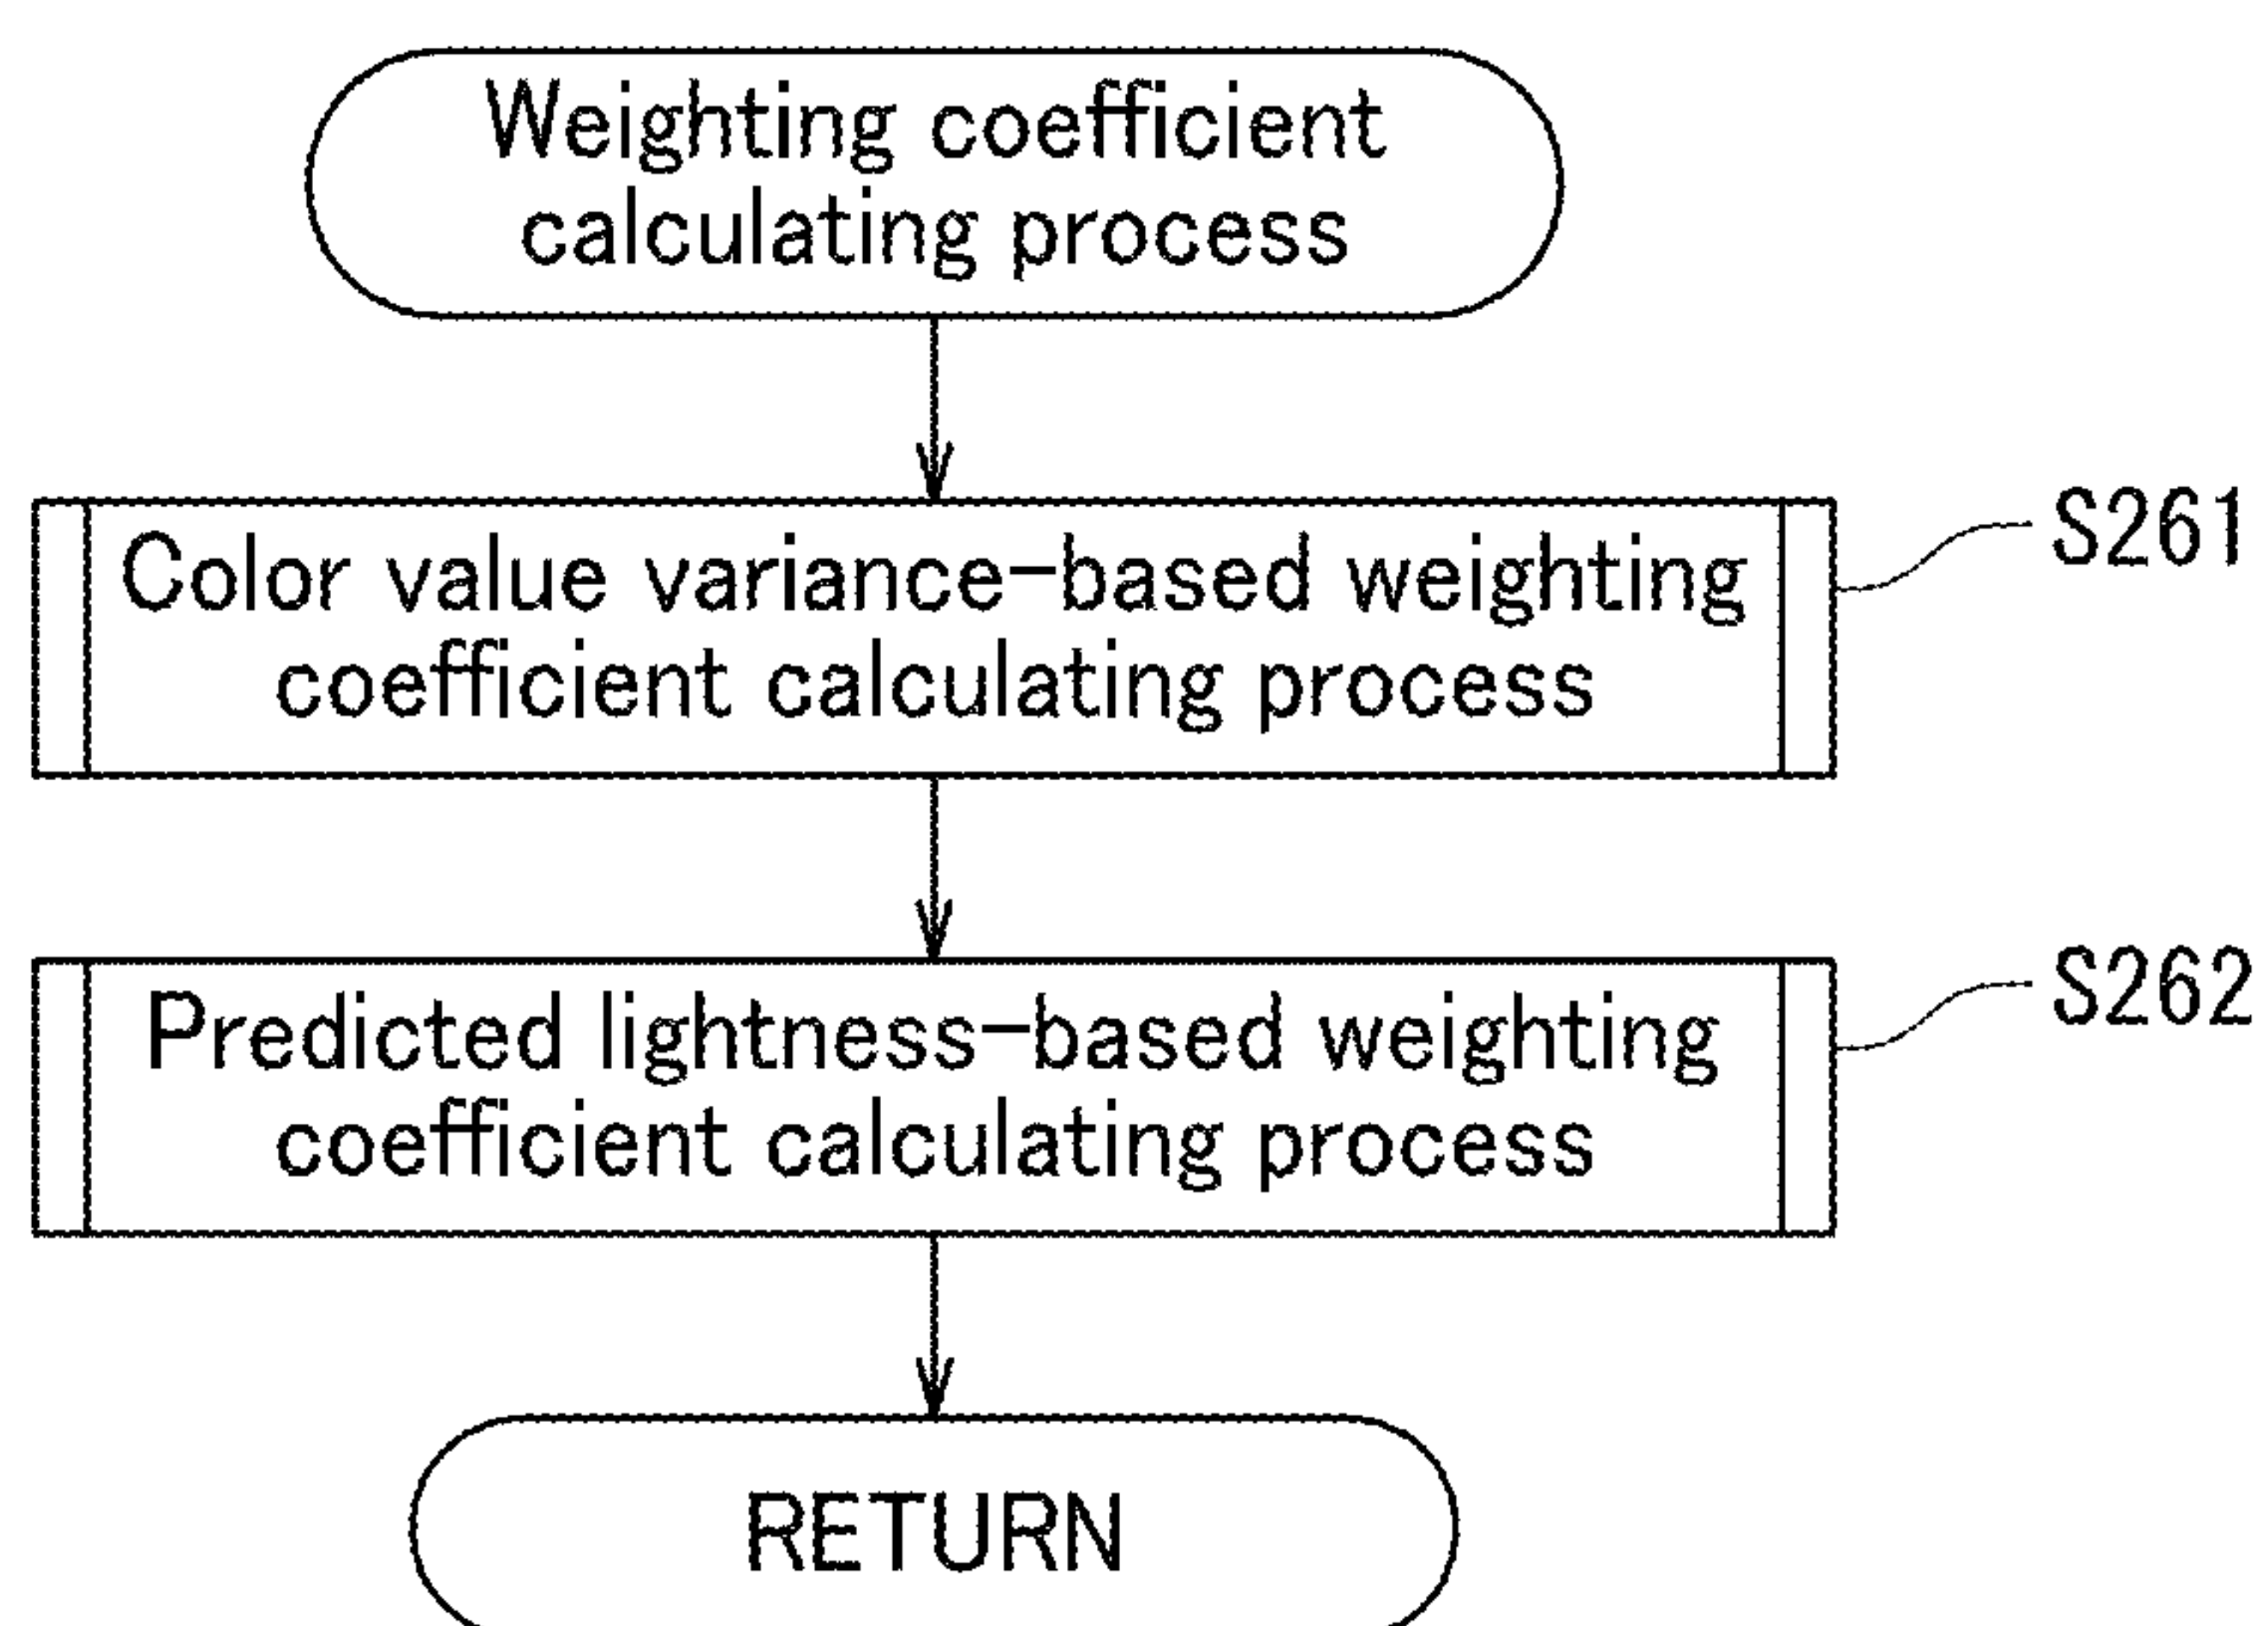 Weighting coefficient
calculating process
Color value variance-based weighting
coefficient calculating process
S261
Predicted lightness-based weighting
coefficient calculating process
S262
RETURN